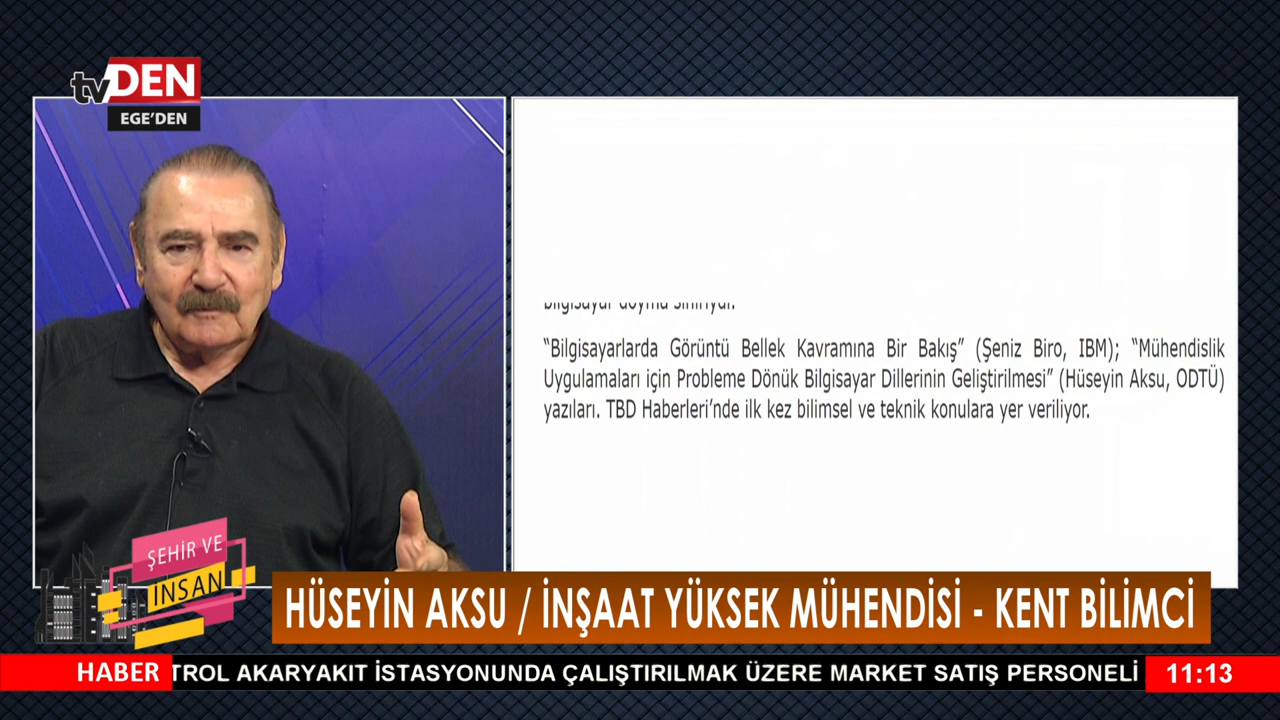 tvDEN
EGE'DEN
bilgisayar doyma sınırıydı.
“Bilgisayarlarda Görüntü Bellek Kavramına Bir Bakış” (Şeniz Biro, IBM); “Mühendislik
Uygulamaları için Probleme Dönük Bilgisayar Dillerinin Geliştirilmesi” (Hüseyin Aksu, ODTÜ)
yazıları. TBD Haberleri’nde ilk kez bilimsel ve teknik konulara yer veriliyor.
ŞEHİR VE
İNSAN
HÜSEYİN AKSU / İNŞAAT YÜKSEK MÜHENDİSİ - KENT BİLİMCİ
HABER TROL AKARYAKIT İSTASYONUNDA ÇALIŞTIRILMAK ÜZERE MARKET SATIŞ PERSONELİ 11:13